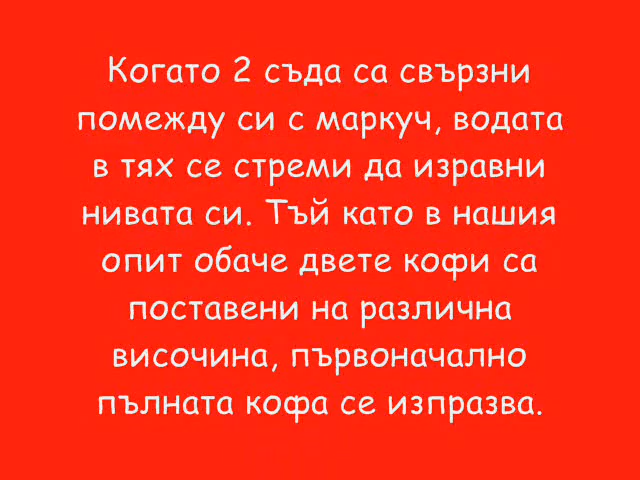 Когато 2 съда са свързни
помежду си с маркуч, водата
в тях се стреми да изравни
нивата си. Тъй като в нашия
опит обаче двете кофи са
поставени на различна
височина, първоначално
пълната кофа се изпразва.